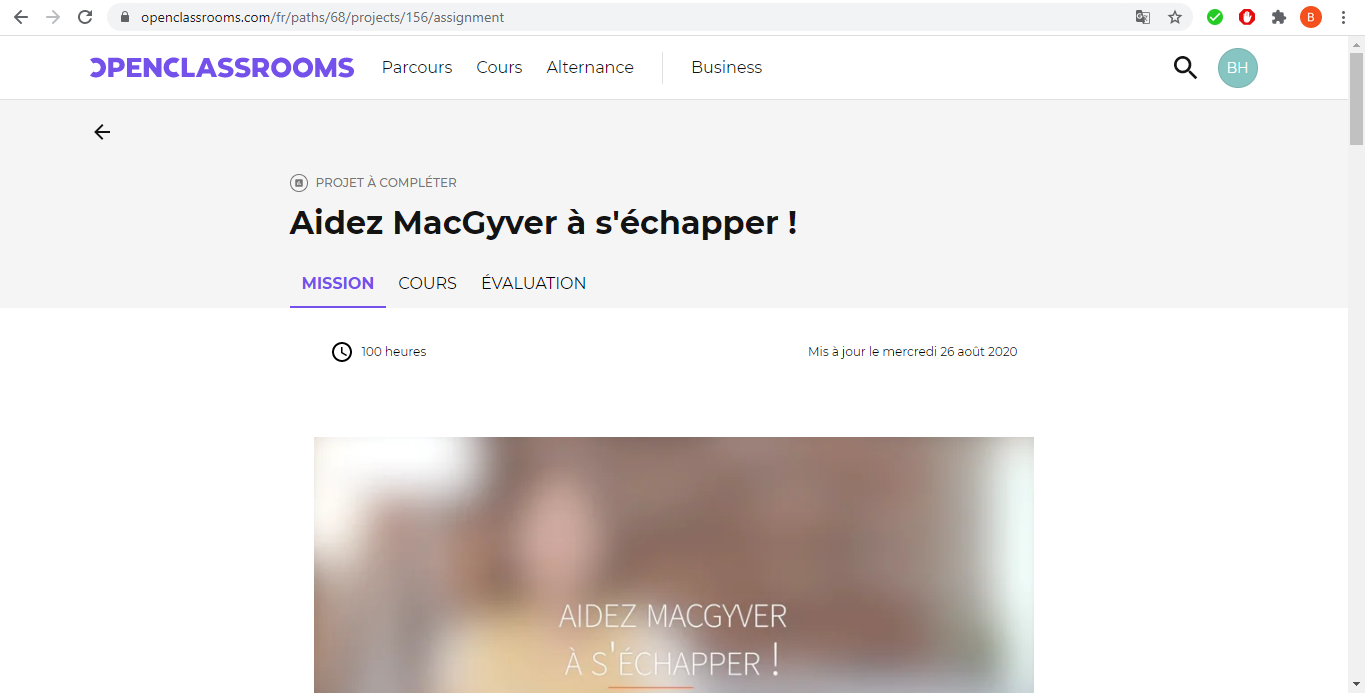 openclassrooms.com/fr/paths/68/projects/156/assignment
B
OPENCLASSROOMS Parcours Cours Alternance Business BH
PROJET À COMPLÉTER
Aidez MacGyver à s'échapper !
MISSION COURS ÉVALUATION
100 heures Mis à jour le mercredi 26 août 2020
AIDEZ MACGYVER
À S'ÉCHAPPER !